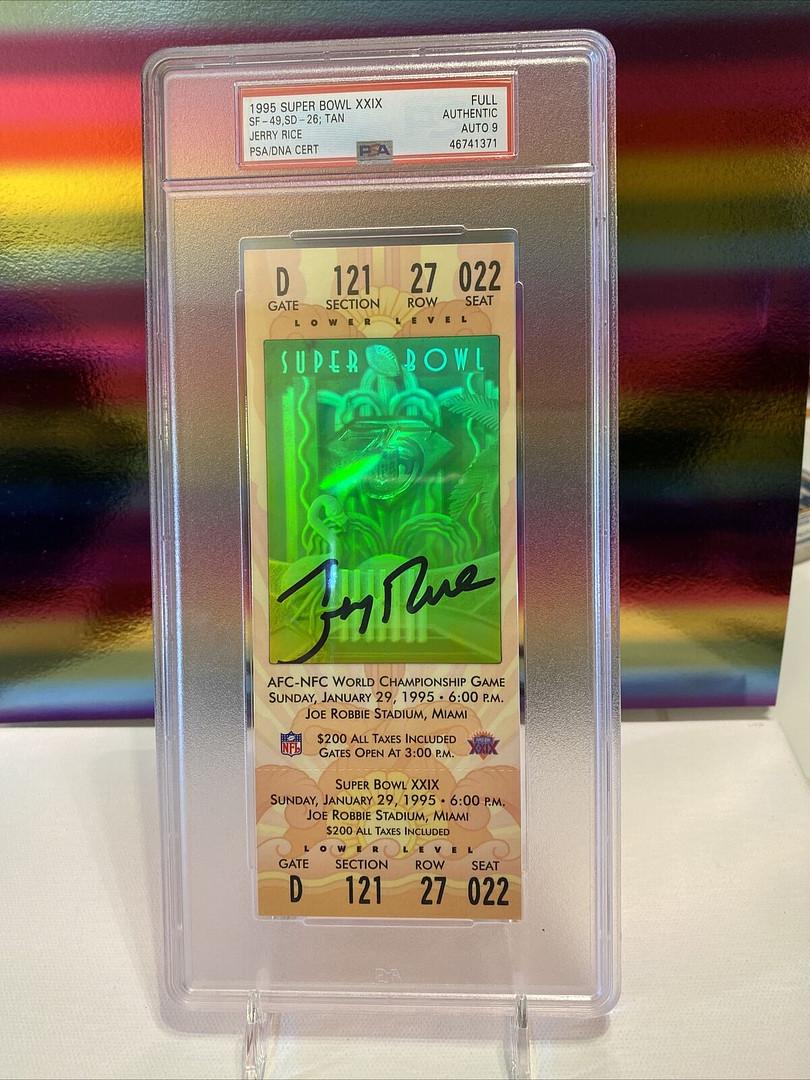 1995 SUPER BOWL XXIX FULL
SF-49,SD-26; TAN AUTHENTIC
JERRY RICE AUTO 9
PSA/DNA CERT PSA 46741371
D 121 27 022
GATE SECTION ROW SEAT
LOWER LEVEL
SUPER BOWL
Jerry Rice
AFC-NFC WORLD CHAMPIONSHIP GAME
SUNDAY, JANUARY 29, 1995 • 6:00 P.M.
JOE ROBBIE STADIUM, MIAMI
NFL $200 ALL TAXES INCLUDED XXIX
GATES OPEN AT 3:00 P.M.
SUPER BOWL XXIX
SUNDAY, JANUARY 29, 1995 • 6:00 P.M.
JOE ROBBIE STADIUM, MIAMI
$200 ALL TAXES INCLUDED
LOWER LEVEL
GATE SECTION ROW SEAT
D 121 27 022
PSA